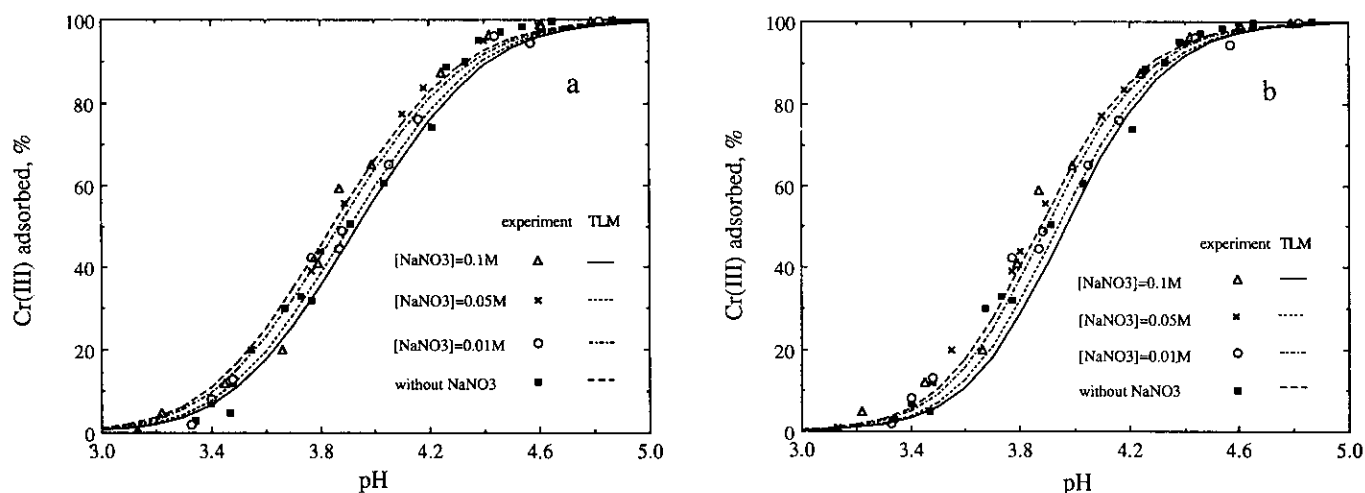 a
Cr(III) adsorbed, %
100
80
60
40
20
0
experiment TLM
[NaNO3]=0.1M
[NaNO3]=0.05M
[NaNO3]=0.01M
without NaNO3
3.0 3.4 3.8 4.2 4.6 5.0
pH
b
Cr(III) adsorbed, %
100
80
60
40
20
0
experiment TLM
[NaNO3]=0.1M
[NaNO3]=0.05M
[NaNO3]=0.01M
without NaNO3
3.0 3.4 3.8 4.2 4.6 5.0
pH